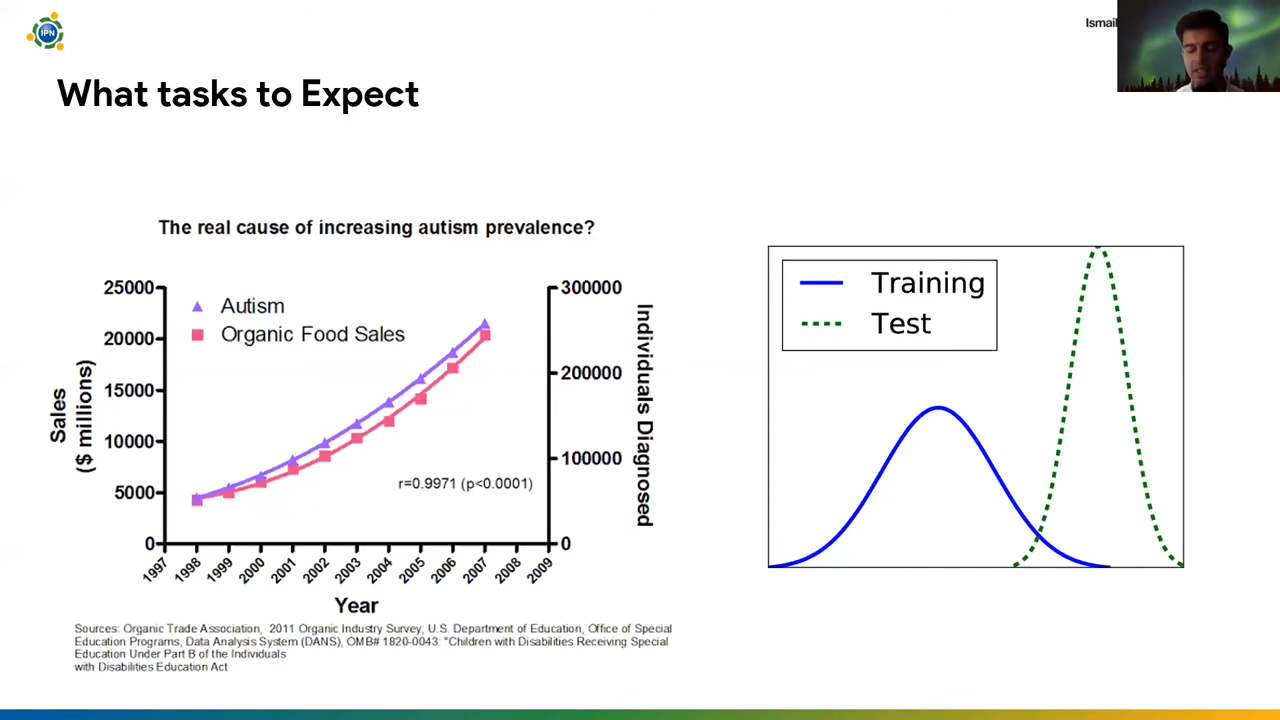 IPN
Ismail
What tasks to Expect
The real cause of increasing autism prevalence?
25000
20000
15000
10000
5000
0
Sales
($ millions)
Autism
Organic Food Sales
r=0.9971 (p<0.0001)
300000
200000
100000
0
Individuals Diagnosed
1997
1998
1999
2000
2001
2002
2003
2004
2005
2006
2007
2008
2009
Year
Sources: Organic Trade Association, 2011 Organic Industry Survey; U.S. Department of Education, Office of Special
Education Programs, Data Analysis System (DANS), OMB# 1820-0043: "Children with Disabilities Receiving Special
Education Under Part B of the Individuals
with Disabilities Education Act
Training
Test